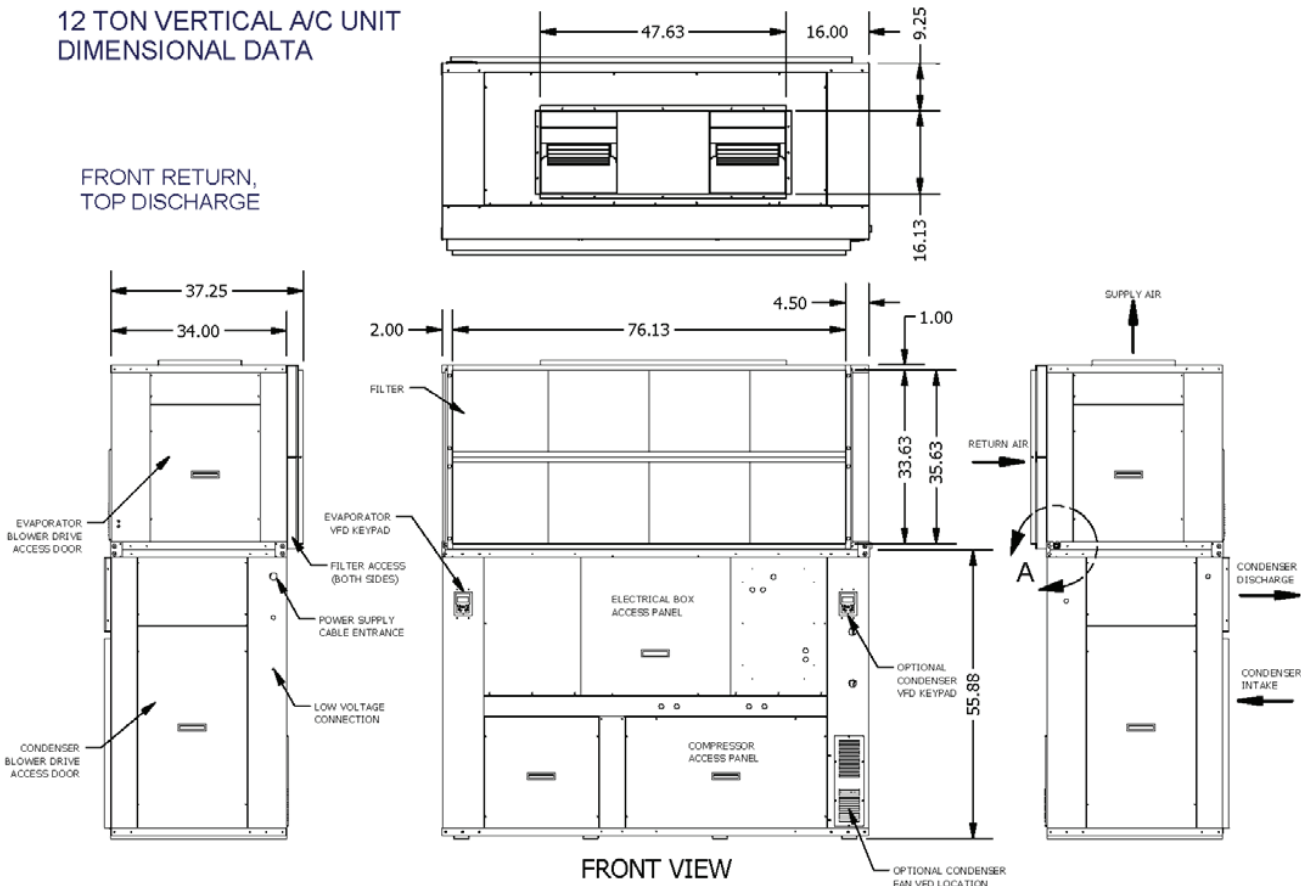 12 TON VERTICAL A/C UNIT
DIMENSIONAL DATA
47.63
16.00
9.25
FRONT RETURN,
TOP DISCHARGE
16.13
37.25
34.00
2.00
76.13
4.50
1.00
SUPPLY AIR
FILTER
33.63
35.63
RETURN AIR
EVAPORATOR
BLOWER DRIVE
ACCESS DOOR
EVAPORATOR
VFD KEYPAD
FILTER ACCESS
(BOTH SIDES)
A
CONDENSER
DISCHARGE
ELECTRICAL BOX
ACCESS PANEL
POWER SUPPLY
CABLE ENTRANCE
OPTIONAL
CONDENSER
VFD KEYPAD
55.88
CONDENSER
INTAKE
LOW VOLTAGE
CONNECTION
CONDENSER
BLOWER DRIVE
ACCESS DOOR
COMPRESSOR
ACCESS PANEL
FRONT VIEW
OPTIONAL CONDENSER
FAN VFD LOCATION